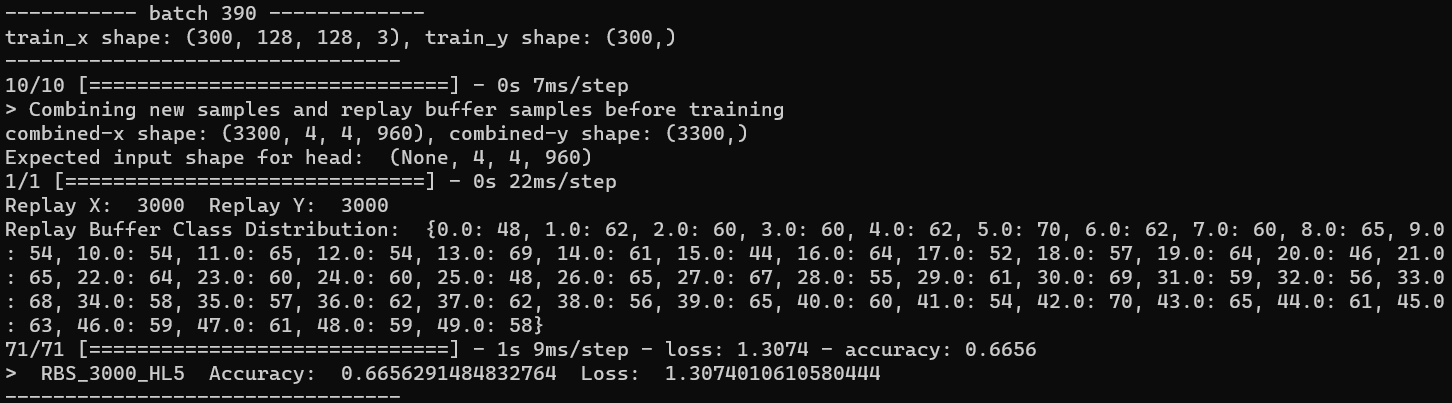 ----------- batch 390 -------------
train_x shape: (300, 128, 128, 3), train_y shape: (300,)
---------------------------------
10/10 [==============================] - 0s 7ms/step
> Combining new samples and replay buffer samples before training
combined-x shape: (3300, 4, 4, 960), combined-y shape: (3300,)
Expected input shape for head:  (None, 4, 4, 960)
1/1 [==============================] - 0s 22ms/step
Replay X:  3000  Replay Y:  3000
Replay Buffer Class Distribution:  {0.0: 48, 1.0: 62, 2.0: 60, 3.0: 60, 4.0: 62, 5.0: 70, 6.0: 62, 7.0: 60, 8.0: 65, 9.0
: 54, 10.0: 54, 11.0: 65, 12.0: 54, 13.0: 69, 14.0: 61, 15.0: 44, 16.0: 64, 17.0: 52, 18.0: 57, 19.0: 64, 20.0: 46, 21.0
: 65, 22.0: 64, 23.0: 60, 24.0: 60, 25.0: 48, 26.0: 65, 27.0: 67, 28.0: 55, 29.0: 61, 30.0: 69, 31.0: 59, 32.0: 56, 33.0
: 68, 34.0: 58, 35.0: 57, 36.0: 62, 37.0: 62, 38.0: 56, 39.0: 65, 40.0: 60, 41.0: 54, 42.0: 70, 43.0: 65, 44.0: 61, 45.0
: 63, 46.0: 59, 47.0: 61, 48.0: 59, 49.0: 58}
71/71 [==============================] - 1s 9ms/step - loss: 1.3074 - accuracy: 0.6656
>  RBS_3000_HL5  Accuracy:  0.6656291484832764  Loss:  1.3074010610580444
---------------------------------